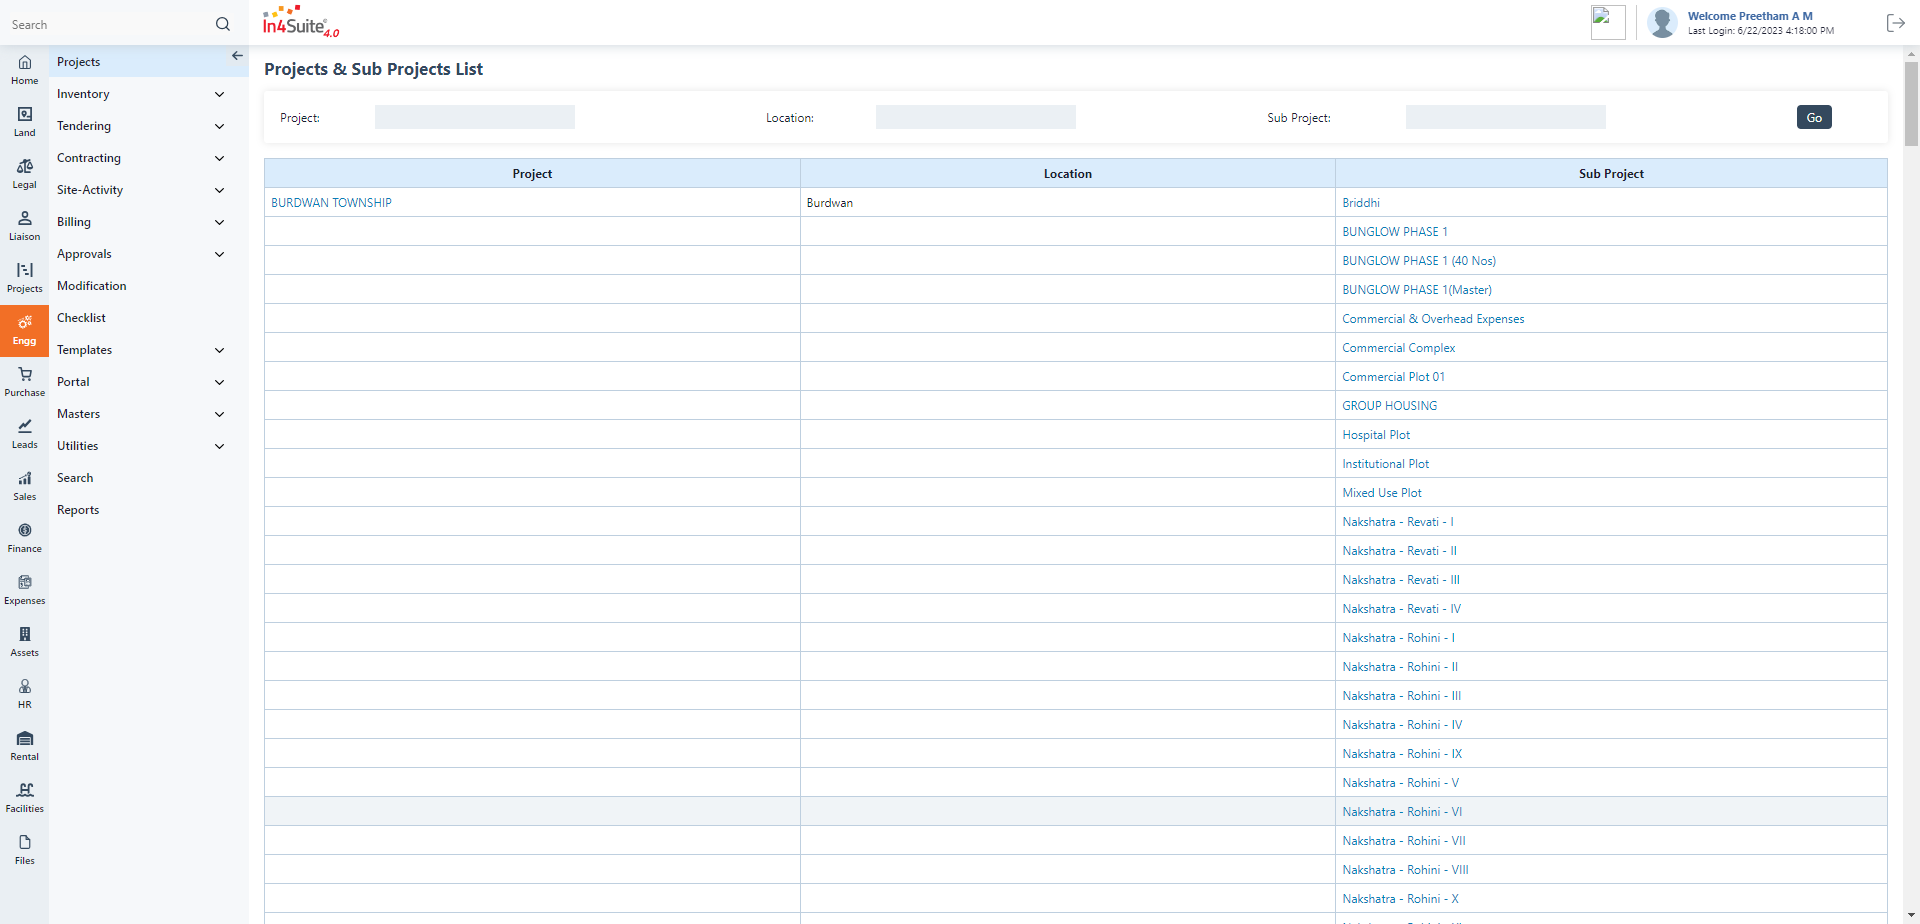 Search
In4Suite® 4.0
Welcome Preetham A M
Last Login: 6/22/2023 4:18:00 PM
Home
Land
Legal
Liaison
Projects
Engg
Purchase
Leads
Sales
Finance
Expenses
Assets
HR
Rental
Facilities
Files
Projects
Inventory
Tendering
Contracting
Site-Activity
Billing
Approvals
Modification
Checklist
Templates
Portal
Masters
Utilities
Search
Reports
Projects & Sub Projects List
Project: Location: Sub Project: Go
Project Location Sub Project
BURDWAN TOWNSHIP Burdwan Briddhi
BUNGLOW PHASE 1
BUNGLOW PHASE 1 (40 Nos)
BUNGLOW PHASE 1(Master)
Commercial & Overhead Expenses
Commercial Complex
Commercial Plot 01
GROUP HOUSING
Hospital Plot
Institutional Plot
Mixed Use Plot
Nakshatra - Revati - I
Nakshatra - Revati - II
Nakshatra - Revati - III
Nakshatra - Revati - IV
Nakshatra - Rohini - I
Nakshatra - Rohini - II
Nakshatra - Rohini - III
Nakshatra - Rohini - IV
Nakshatra - Rohini - IX
Nakshatra - Rohini - V
Nakshatra - Rohini - VI
Nakshatra - Rohini - VII
Nakshatra - Rohini - VIII
Nakshatra - Rohini - X